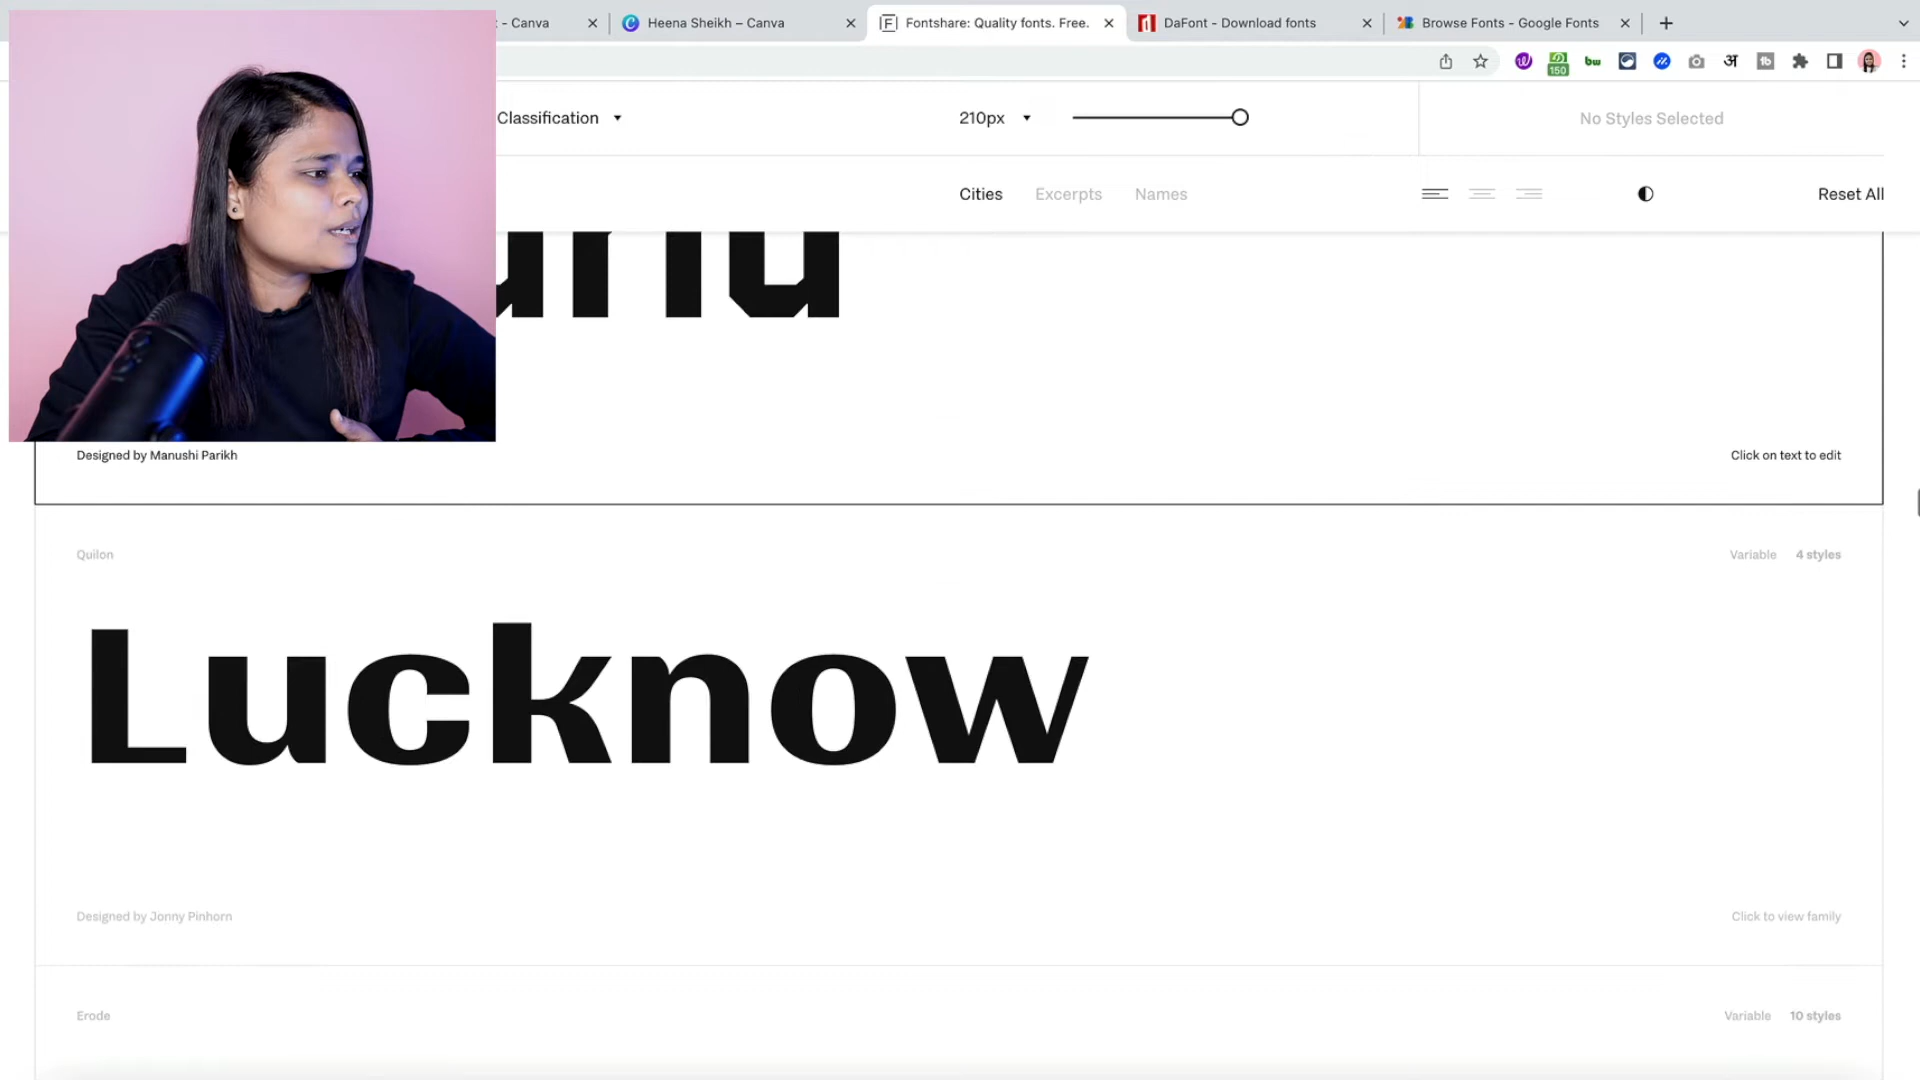 - Canva
Heena Sheikh – Canva
Fontshare: Quality fonts. Free.
DaFont - Download fonts
Browse Fonts - Google Fonts
150
bw
अ
Classification
210px
No Styles Selected
Cities
Excerpts
Names
Reset All
Designed by Manushi Parikh
Click on text to edit
Quilon
Variable 4 styles
Lucknow
Designed by Jonny Pinhorn
Click to view family
Erode
Variable 10 styles